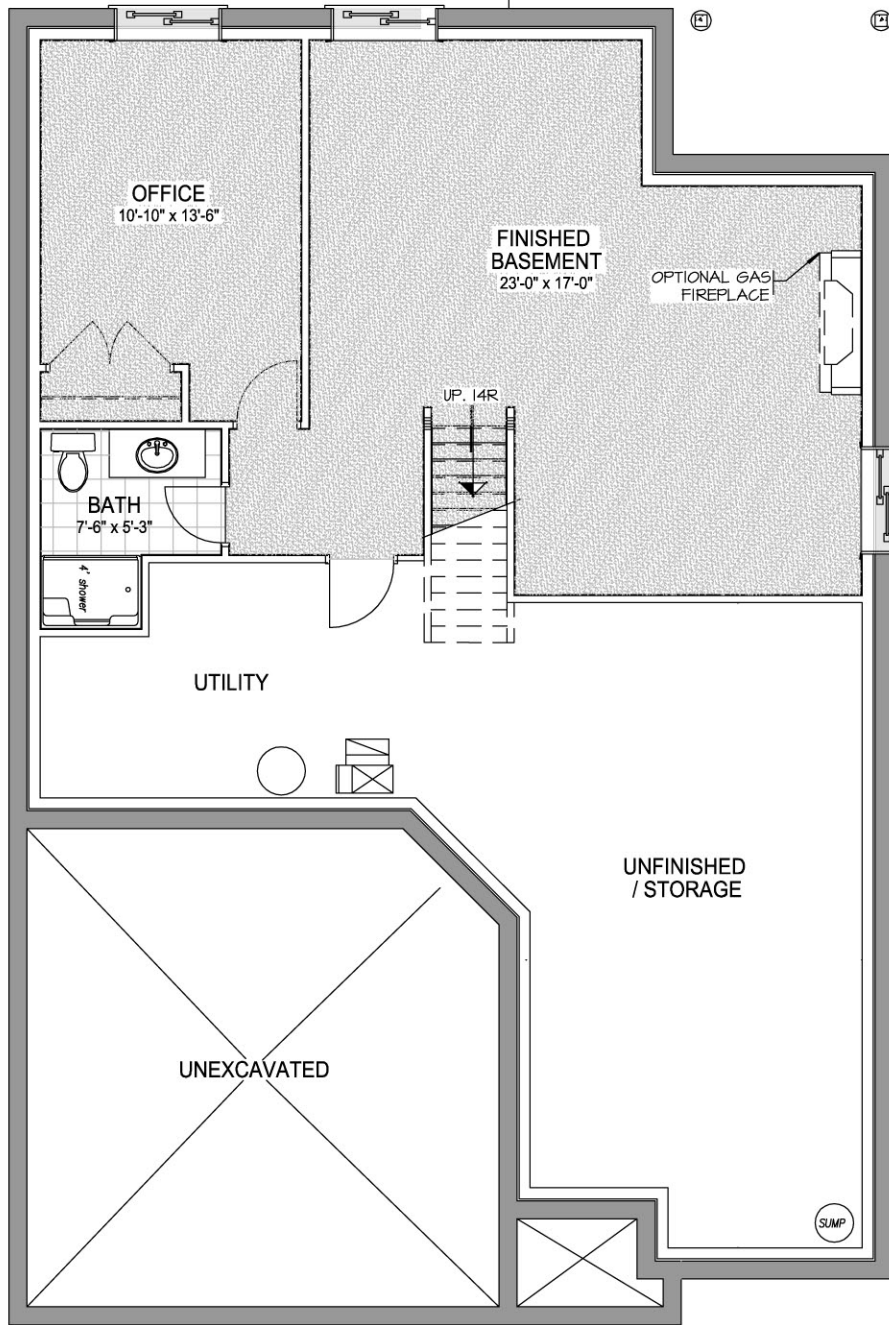 OFFICE
10'-10" x 13'-6"
FINISHED
BASEMENT
23'-0" x 17'-0"
OPTIONAL GAS
FIREPLACE
UP. 14R
BATH
7'-6" x 5'-3"
4' shower
UTILITY
UNFINISHED
/ STORAGE
UNEXCAVATED
SUMP